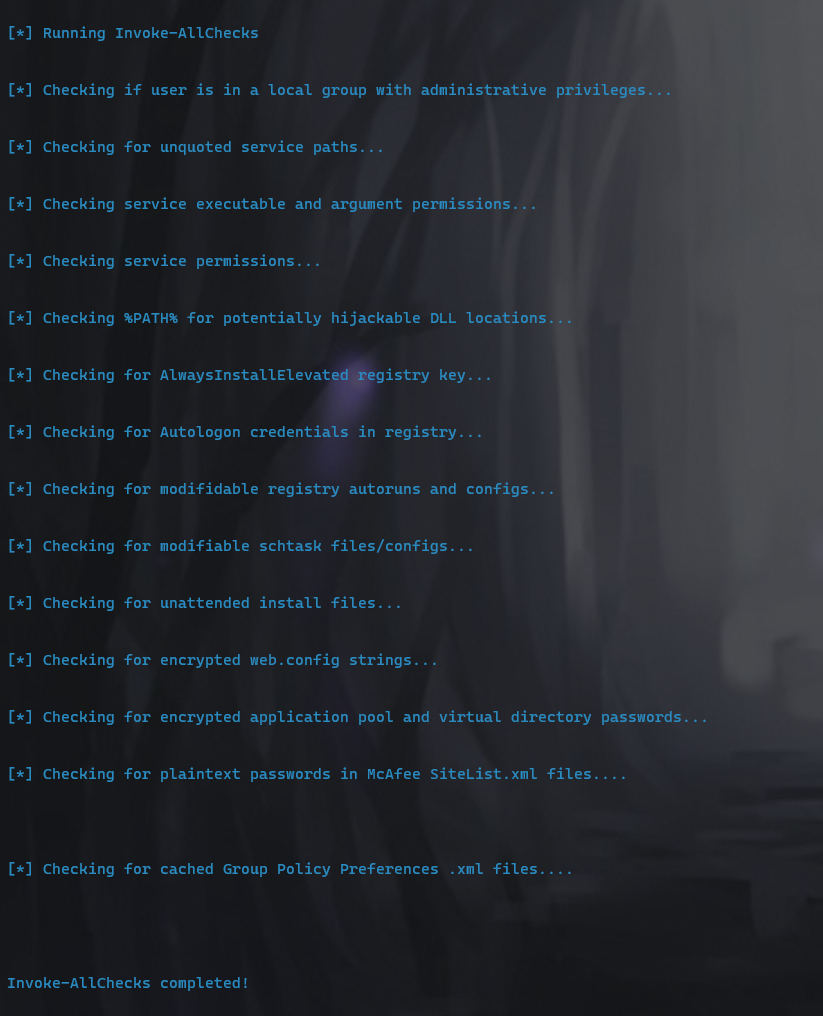 [*] Running Invoke-AllChecks
[*] Checking if user is in a local group with administrative privileges...
[*] Checking for unquoted service paths...
[*] Checking service executable and argument permissions...
[*] Checking service permissions...
[*] Checking %PATH% for potentially hijackable DLL locations...
[*] Checking for AlwaysInstallElevated registry key...
[*] Checking for Autologon credentials in registry...
[*] Checking for modifidable registry autoruns and configs...
[*] Checking for modifiable schtask files/configs...
[*] Checking for unattended install files...
[*] Checking for encrypted web.config strings...
[*] Checking for encrypted application pool and virtual directory passwords...
[*] Checking for plaintext passwords in McAfee SiteList.xml files....
[*] Checking for cached Group Policy Preferences .xml files....
Invoke-AllChecks completed!